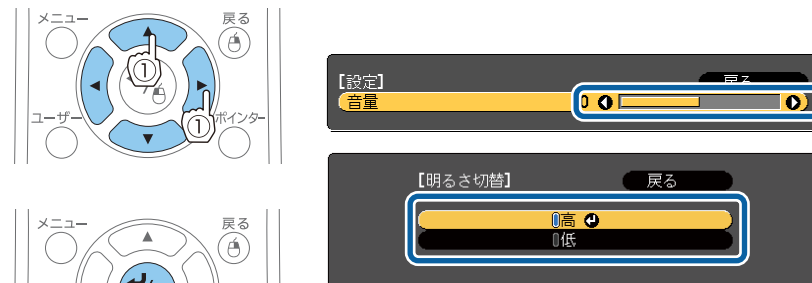 メニュー
戻る
①
ユーザー
ポインター
①
メニュー
戻る
【設定】
戻る
音量
0
【明るさ切替】
戻る
高
低